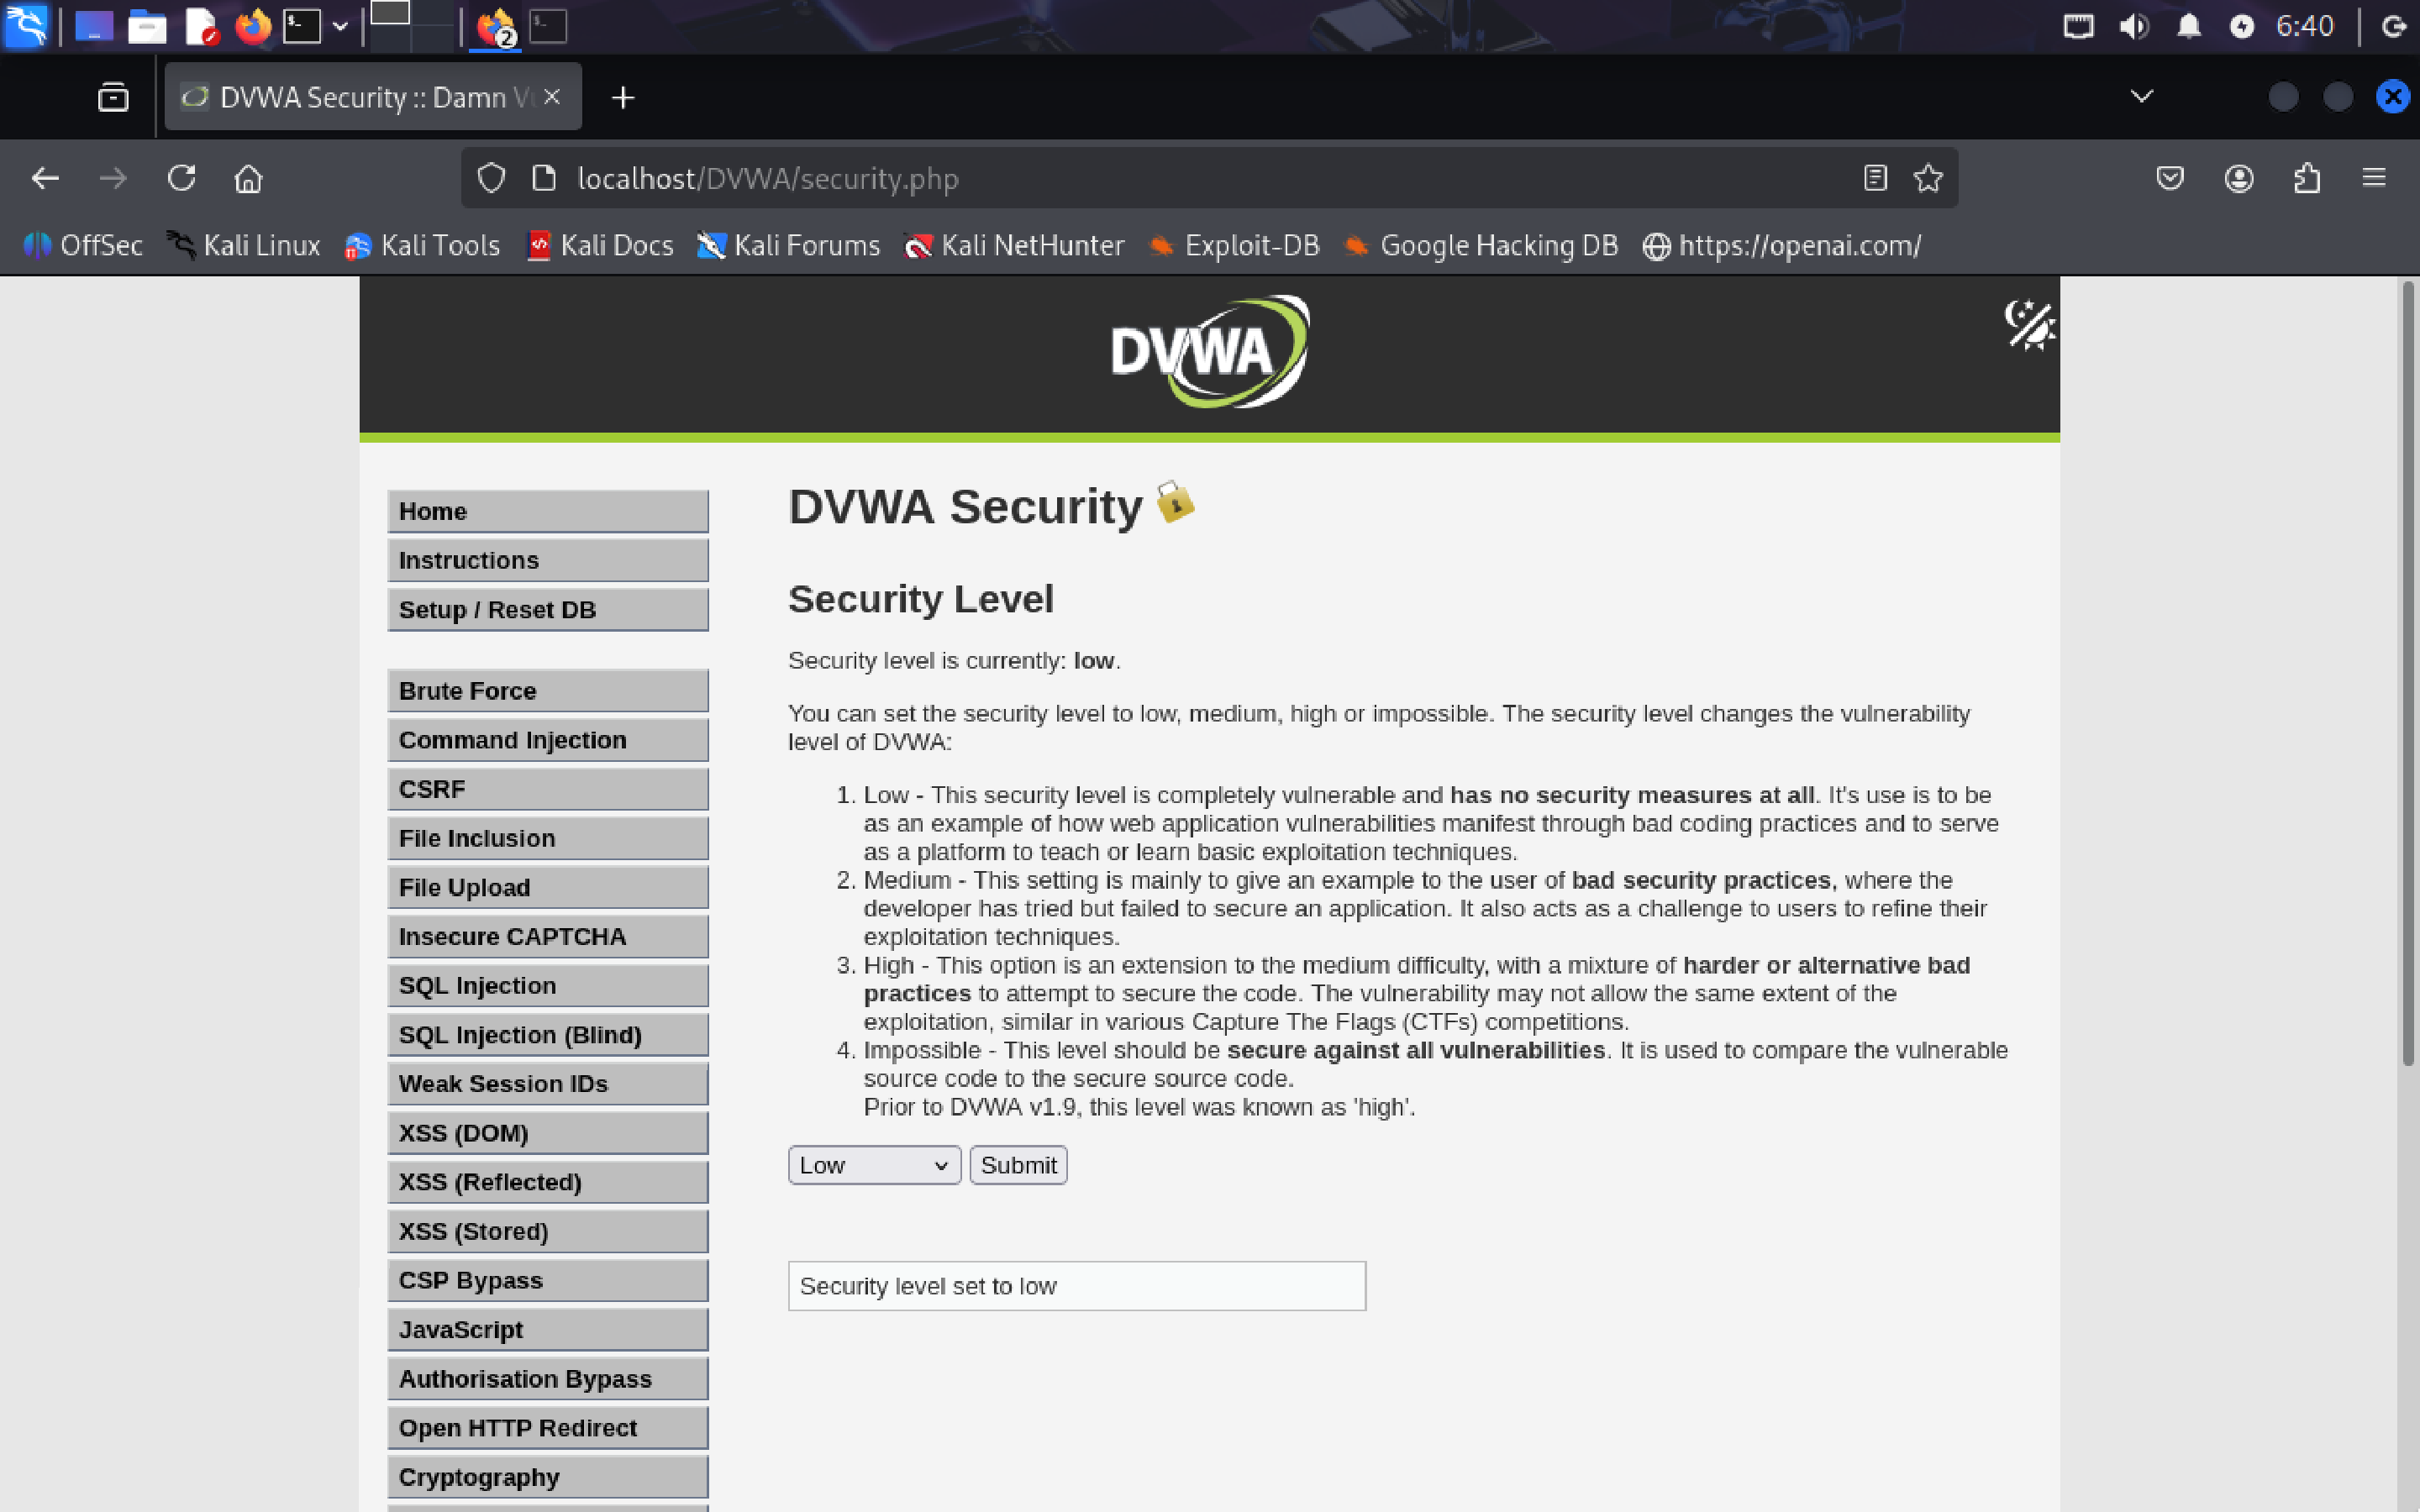 2
6:40
DVWA Security :: Damn Vu
localhost/DVWA/security.php
OffSec
Kali Linux
Kali Tools
Kali Docs
Kali Forums
Kali NetHunter
Exploit-DB
Google Hacking DB
https://openai.com/
DVWA
Home
Instructions
Setup / Reset DB
Brute Force
Command Injection
CSRF
File Inclusion
File Upload
Insecure CAPTCHA
SQL Injection
SQL Injection (Blind)
Weak Session IDs
XSS (DOM)
XSS (Reflected)
XSS (Stored)
CSP Bypass
JavaScript
Authorisation Bypass
Open HTTP Redirect
Cryptography
DVWA Security
Security Level
Security level is currently: low.
You can set the security level to low, medium, high or impossible. The security level changes the vulnerability
level of DVWA:
1. Low - This security level is completely vulnerable and has no security measures at all. It's use is to be
as an example of how web application vulnerabilities manifest through bad coding practices and to serve
as a platform to teach or learn basic exploitation techniques.
2. Medium - This setting is mainly to give an example to the user of bad security practices, where the
developer has tried but failed to secure an application. It also acts as a challenge to users to refine their
exploitation techniques.
3. High - This option is an extension to the medium difficulty, with a mixture of harder or alternative bad
practices to attempt to secure the code. The vulnerability may not allow the same extent of the
exploitation, similar in various Capture The Flags (CTFs) competitions.
4. Impossible - This level should be secure against all vulnerabilities. It is used to compare the vulnerable
source code to the secure source code.
Prior to DVWA v1.9, this level was known as 'high'.
Low
Submit
Security level set to low